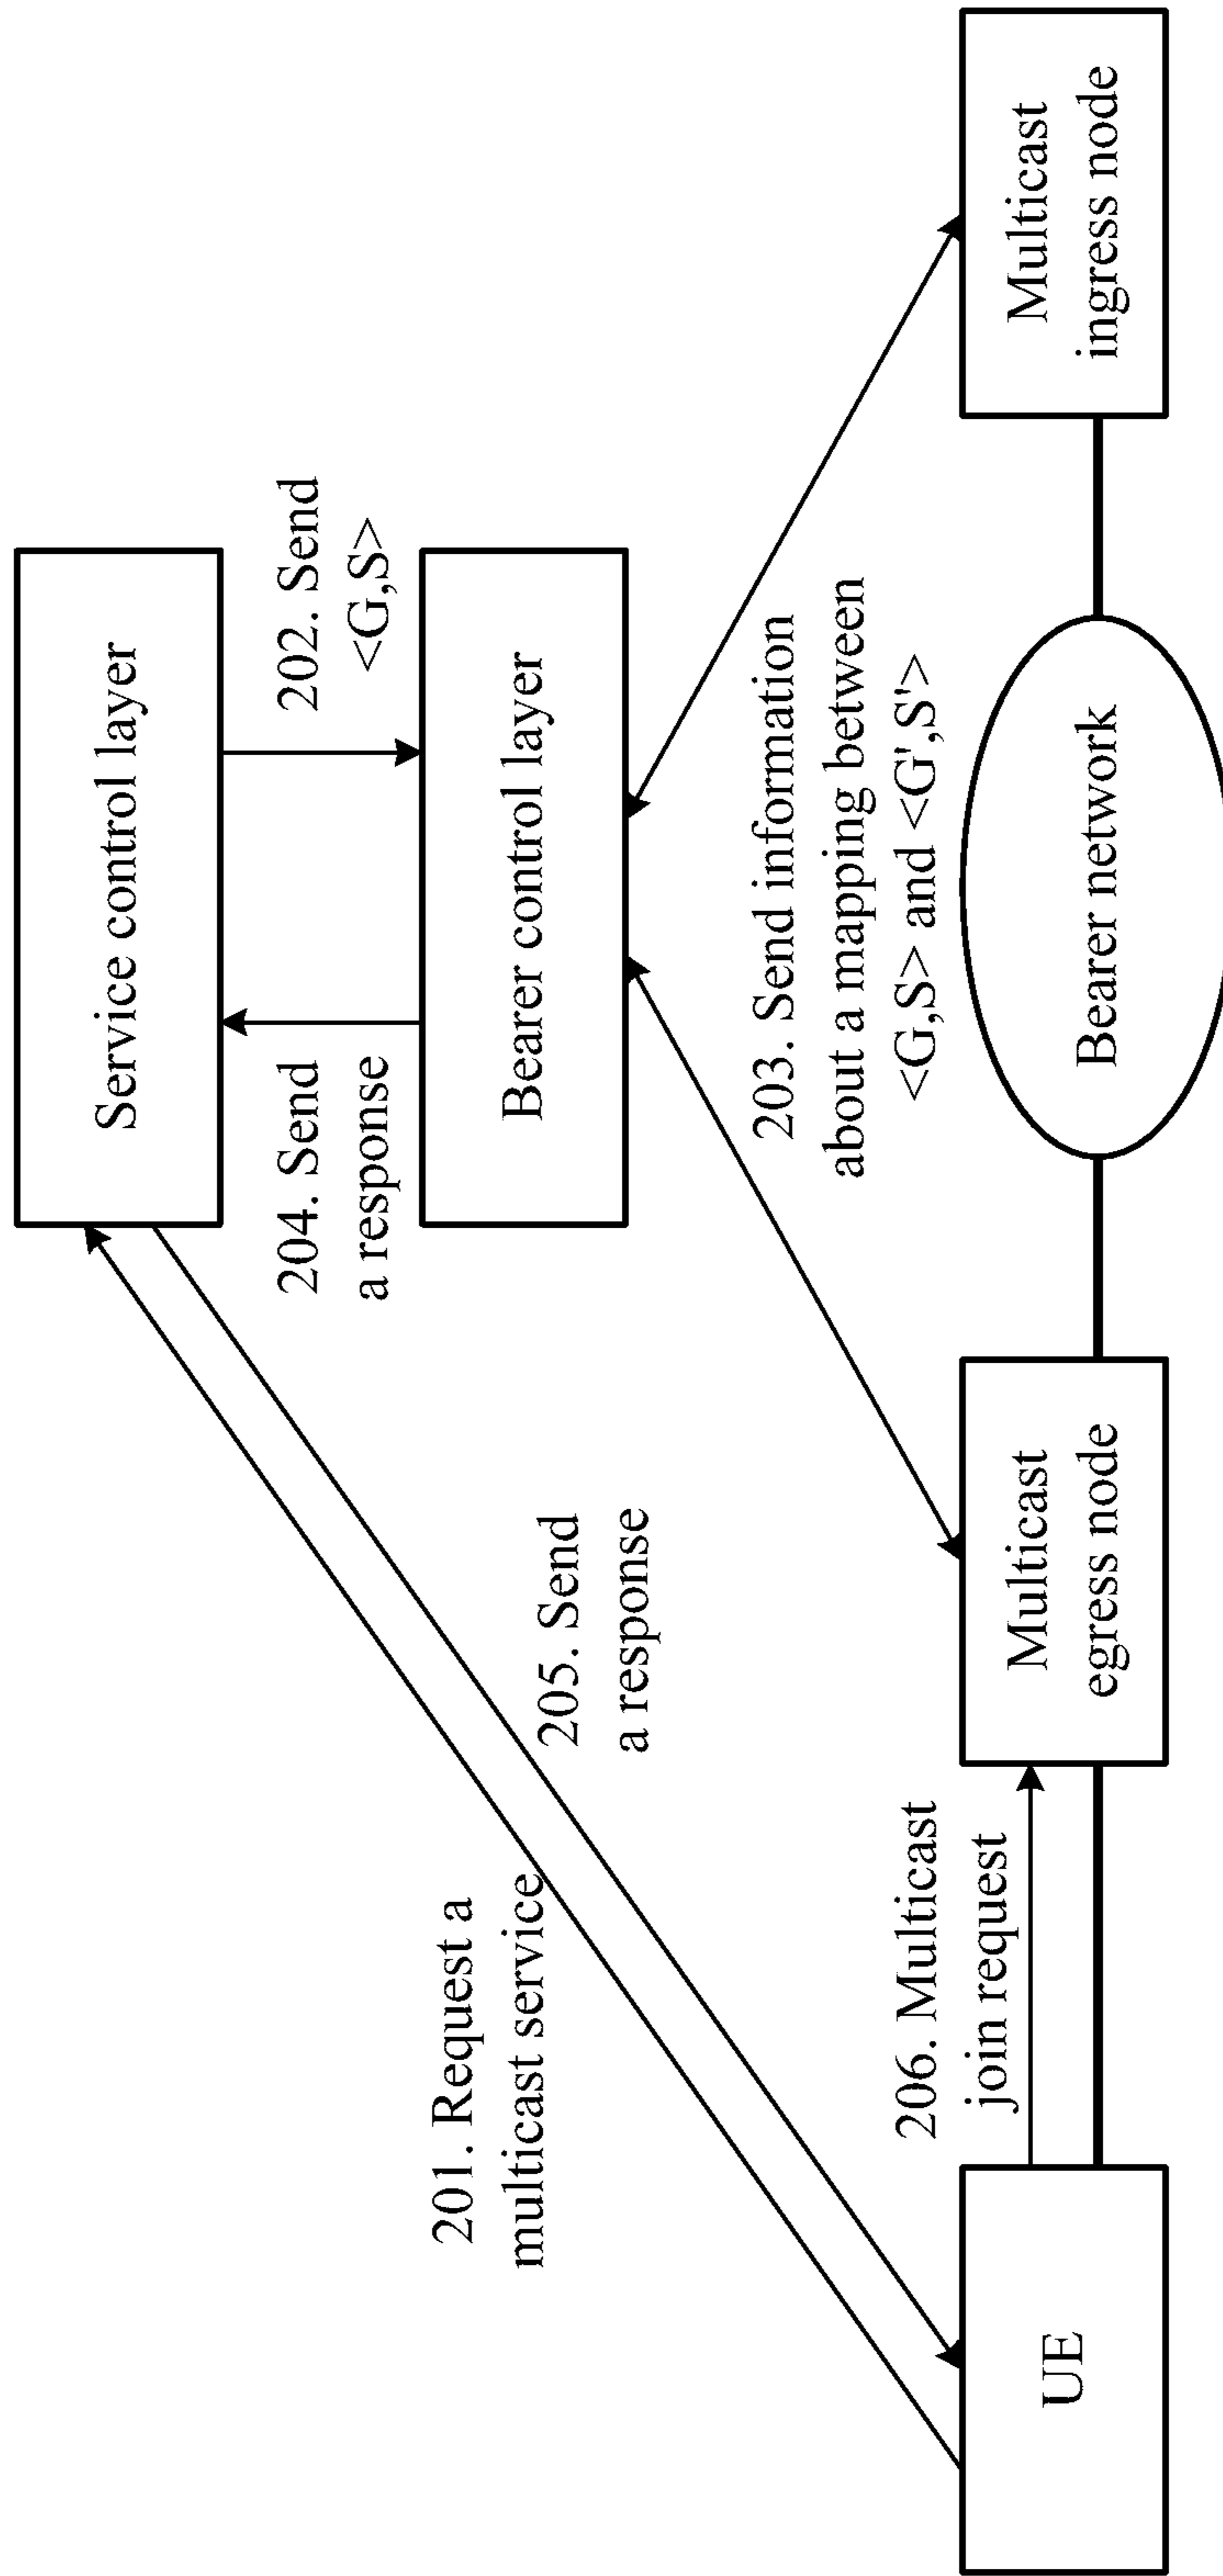 Service control layer
204. Send
a response
202. Send
<G,S>
Bearer control layer
201. Request a
multicast service
205. Send
a response
203. Send information
about a mapping between
<G,S> and <G',S'>
206. Multicast
join request
UE
Multicast
egress node
Bearer network
Multicast
ingress node